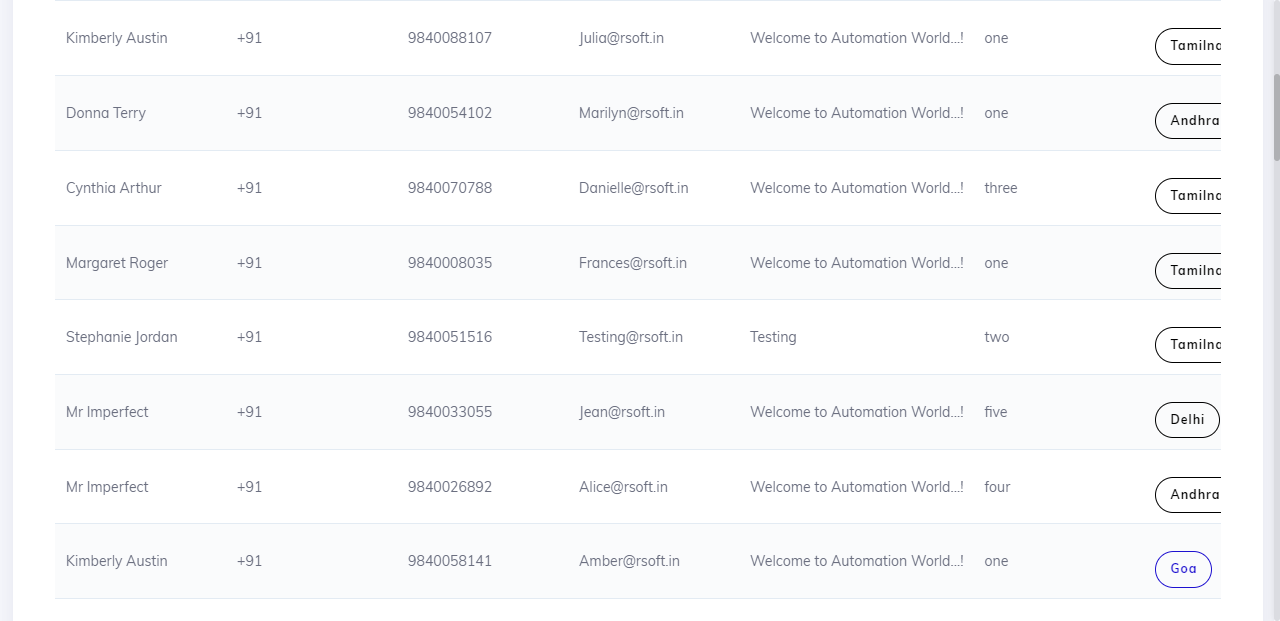 Kimberly Austin +91 9840088107 Julia@rsoft.in Welcome to Automation World...! one Tamilna
Donna Terry +91 9840054102 Marilyn@rsoft.in Welcome to Automation World...! one Andhra
Cynthia Arthur +91 9840070788 Danielle@rsoft.in Welcome to Automation World...! three Tamilna
Margaret Roger +91 9840008035 Frances@rsoft.in Welcome to Automation World...! one Tamilna
Stephanie Jordan +91 9840051516 Testing@rsoft.in Testing two Tamilna
Mr Imperfect +91 9840033055 Jean@rsoft.in Welcome to Automation World...! five Delhi
Mr Imperfect +91 9840026892 Alice@rsoft.in Welcome to Automation World...! four Andhra
Kimberly Austin +91 9840058141 Amber@rsoft.in Welcome to Automation World...! one Goa